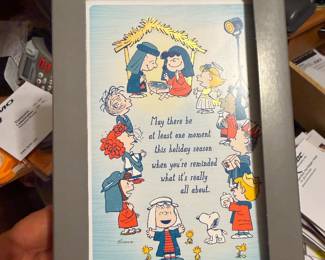 May there be
at least one moment
this holiday season
when you're reminded
what it's really
all about.